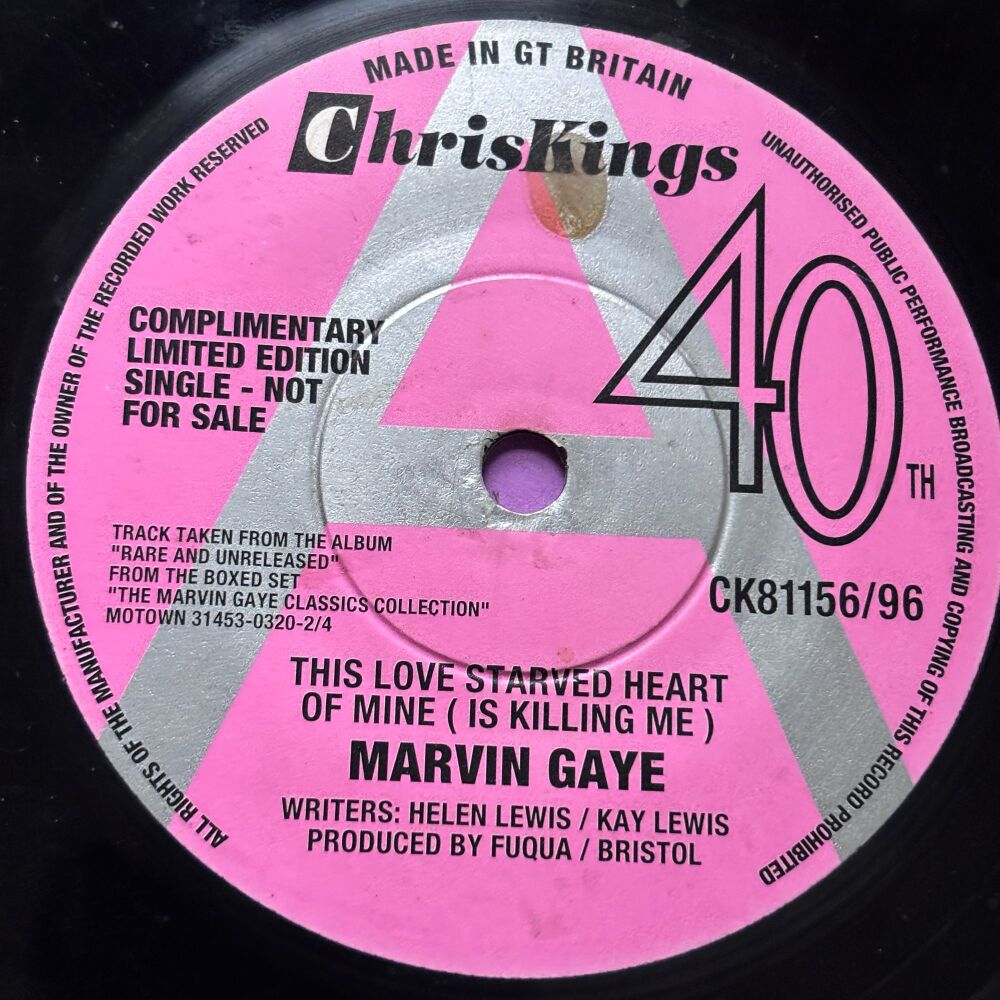 MADE IN GT BRITAIN
ChrisKings
40TH
UNAUTHORISED PUBLIC PERFORMANCE BROADCASTING AND COPYING OF THIS RECORD PROHIBITED
ALL RIGHTS OF THE MANUFACTURER AND OF THE OWNER OF THE RECORDED WORK RESERVED
A
COMPLIMENTARY
LIMITED EDITION
SINGLE - NOT
FOR SALE
TRACK TAKEN FROM THE ALBUM
"RARE AND UNRELEASED"
FROM THE BOXED SET
"THE MARVIN GAYE CLASSICS COLLECTION"
MOTOWN 31453-0320-2/4
CK81156/96
THIS LOVE STARVED HEART
OF MINE ( IS KILLING ME )
MARVIN GAYE
WRITERS: HELEN LEWIS / KAY LEWIS
PRODUCED BY FUQUA / BRISTOL